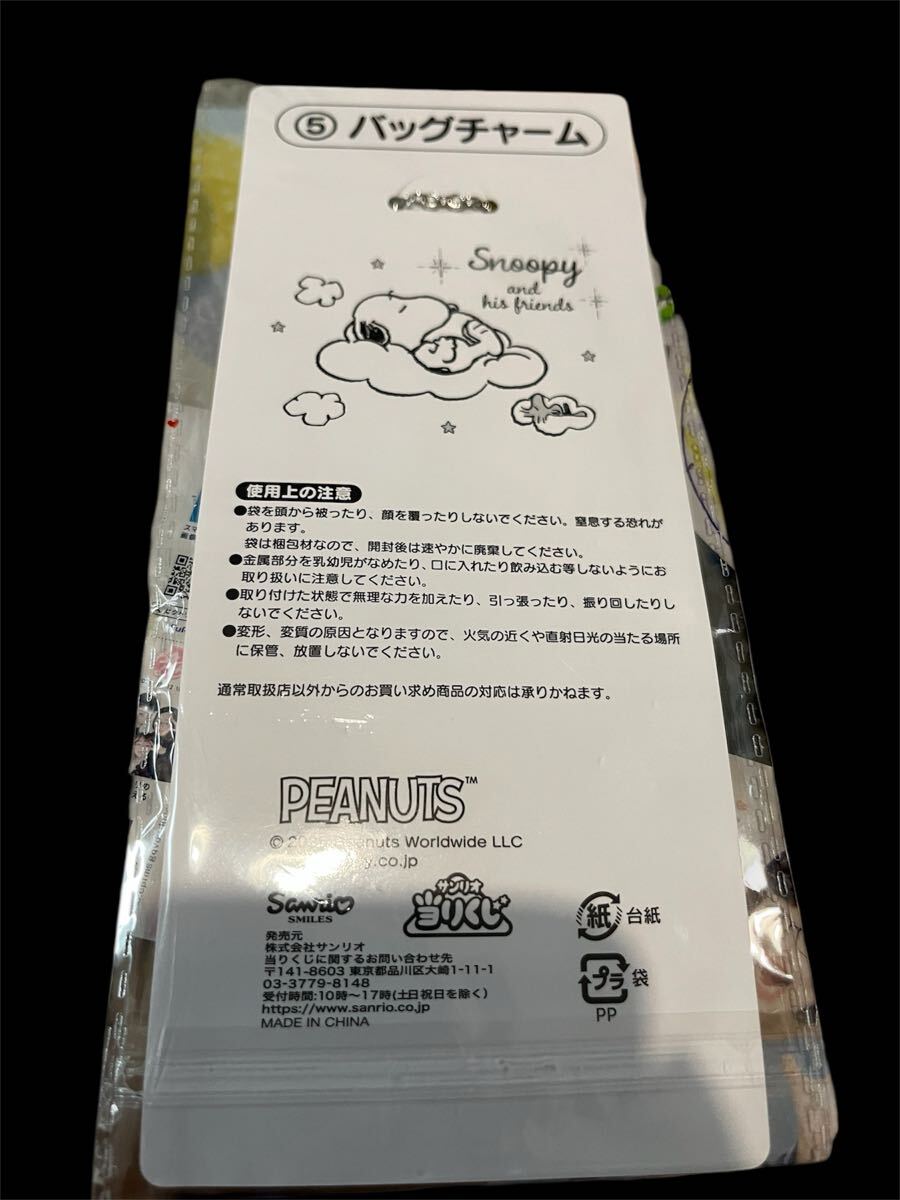 ⑤ バッグチャーム
Snoopy
and
his friends
使用上の注意
●袋を頭から被ったり、顔を覆ったりしないでください。窒息する恐れが
あります。
袋は梱包材なので、開封後は速やかに廃棄してください。
●金属部分を乳幼児がなめたり、口に入れたり飲み込む等しないようにお
取り扱いに注意してください。
●取り付けた状態で無理な力を加えたり、引っ張ったり、振り回したりし
ないでください。
●変形、変質の原因となりますので、火気の近くや直射日光の当たる場所
に保管、放置しないでください。
通常取扱店以外からのお買い求め商品の対応は承りかねます。
PEANUTS™
© Peanuts Worldwide LLC
.co.jp
Sanrio
SMILES
サンリオ
当りくじ
紙 台紙
発売元
株式会社サンリオ
当りくじに関するお問い合わせ先
〒141-8603 東京都品川区大崎1-11-1
03-3779-8148
受付時間:10時～17時(土日祝日を除く)
https://www.sanrio.co.jp
MADE IN CHINA
プラ 袋
PP